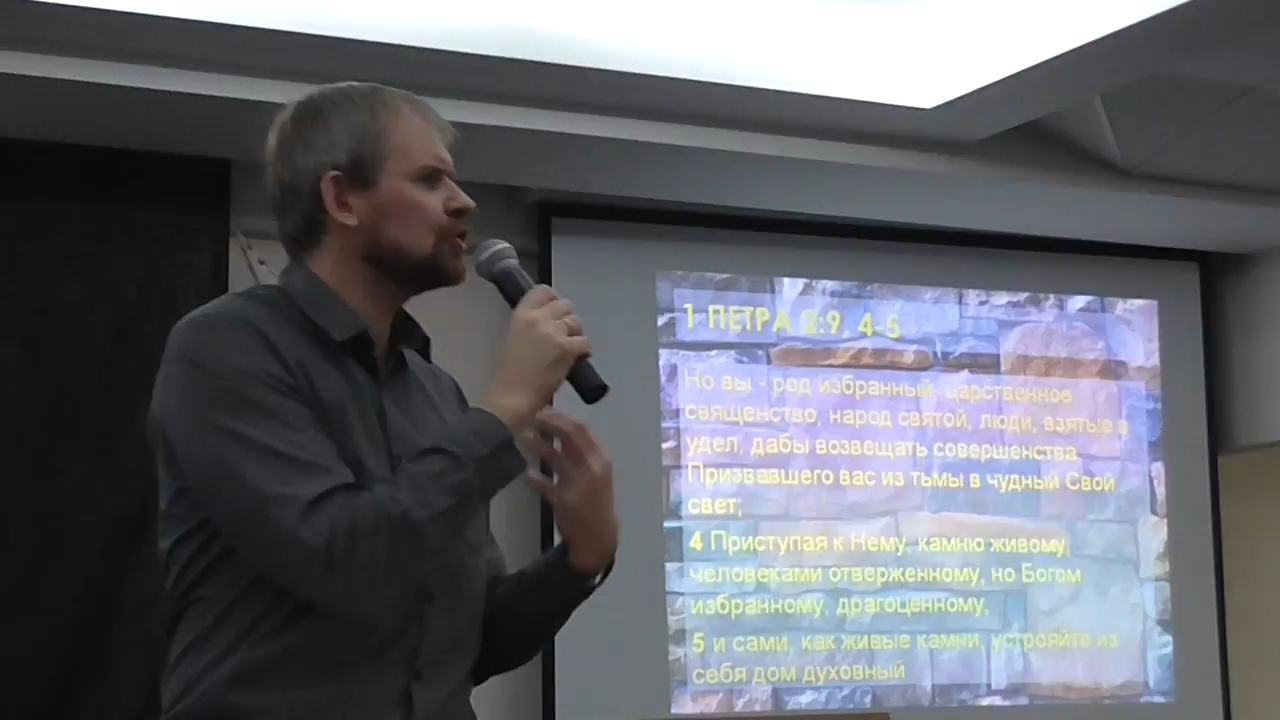 1 ПЕТРА 2:9, 4-5
Но вы - род избранный, царственное
священство, народ святой, люди, взятые в
удел, дабы возвещать совершенства
Призвавшего вас из тьмы в чудный Свой
свет;
4 Приступая к Нему, камню живому,
человеками отверженному, но Богом
избранному, драгоценному,
5 и сами, как живые камни, устрояйте из
себя дом духовный